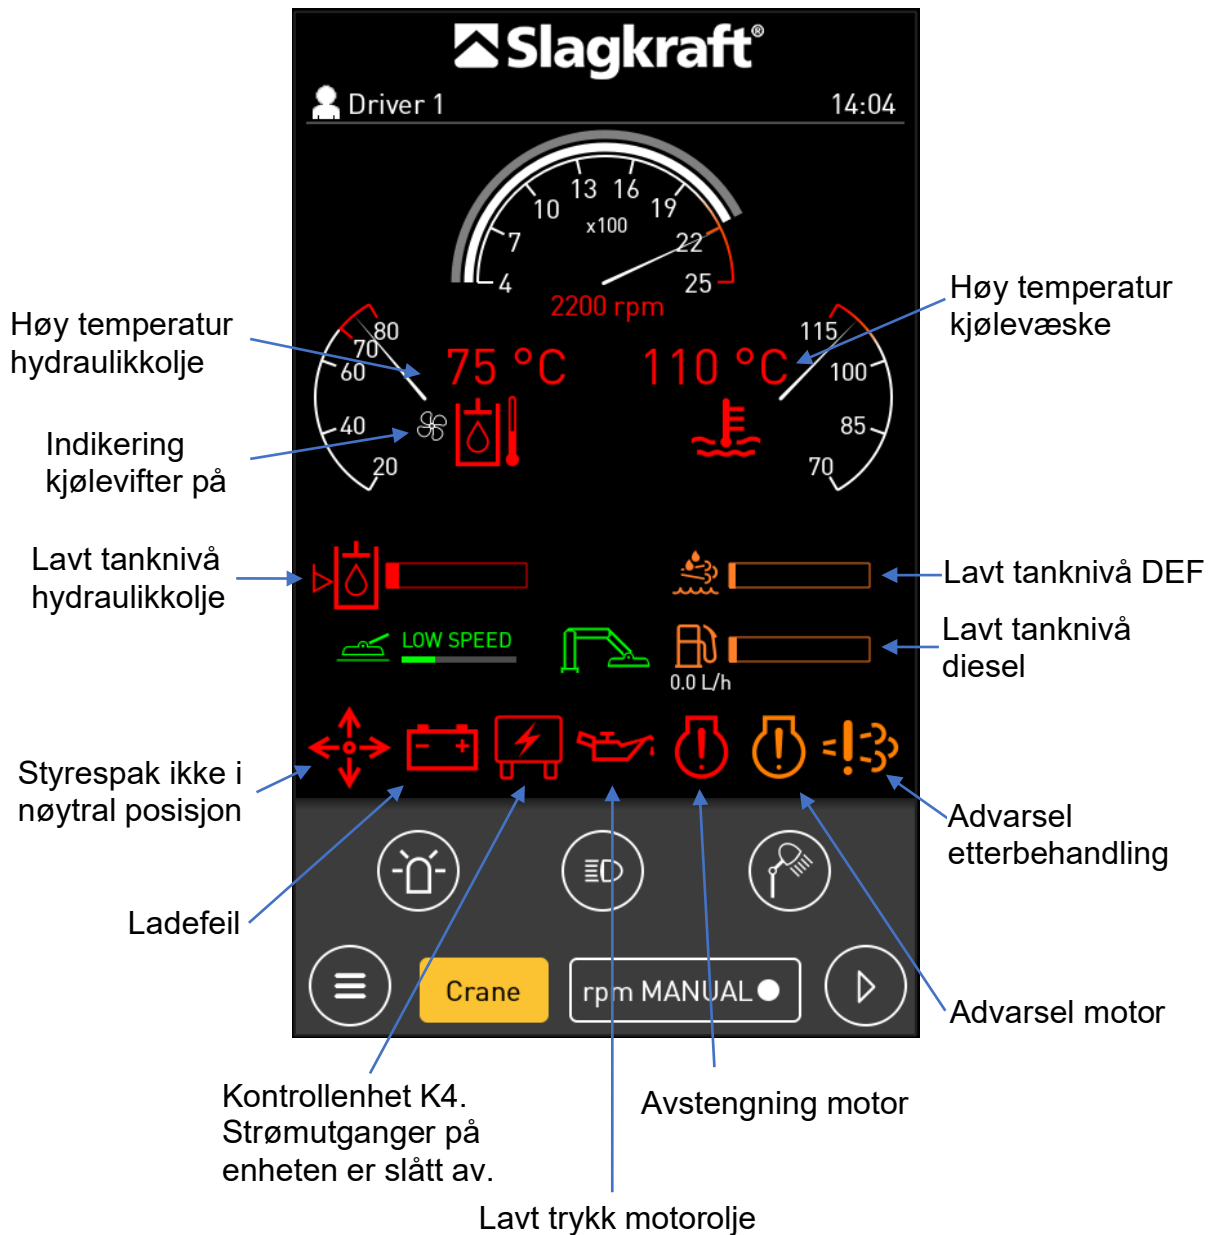 Slagkraft®
Driver 1
14:04
4
7
10
13
16
19
22
25
x100
2200 rpm
Høy temperatur
hydraulikkolje
Høy temperatur
kjølevæske
80
70
60
40
20
75 °C
110 °C
115
100
85
70
Indikering
kjølevifter på
Lavt tanknivå
hydraulikkolje
Lavt tanknivå DEF
LOW SPEED
Lavt tanknivå
diesel
0.0 L/h
Styrespak ikke i
nøytral posisjon
Advarsel
etterbehandling
Ladefeil
Crane
rpm MANUAL
Advarsel motor
Kontrollenhet K4.
Strømutganger på
enheten er slått av.
Avstengning motor
Lavt trykk motorolje